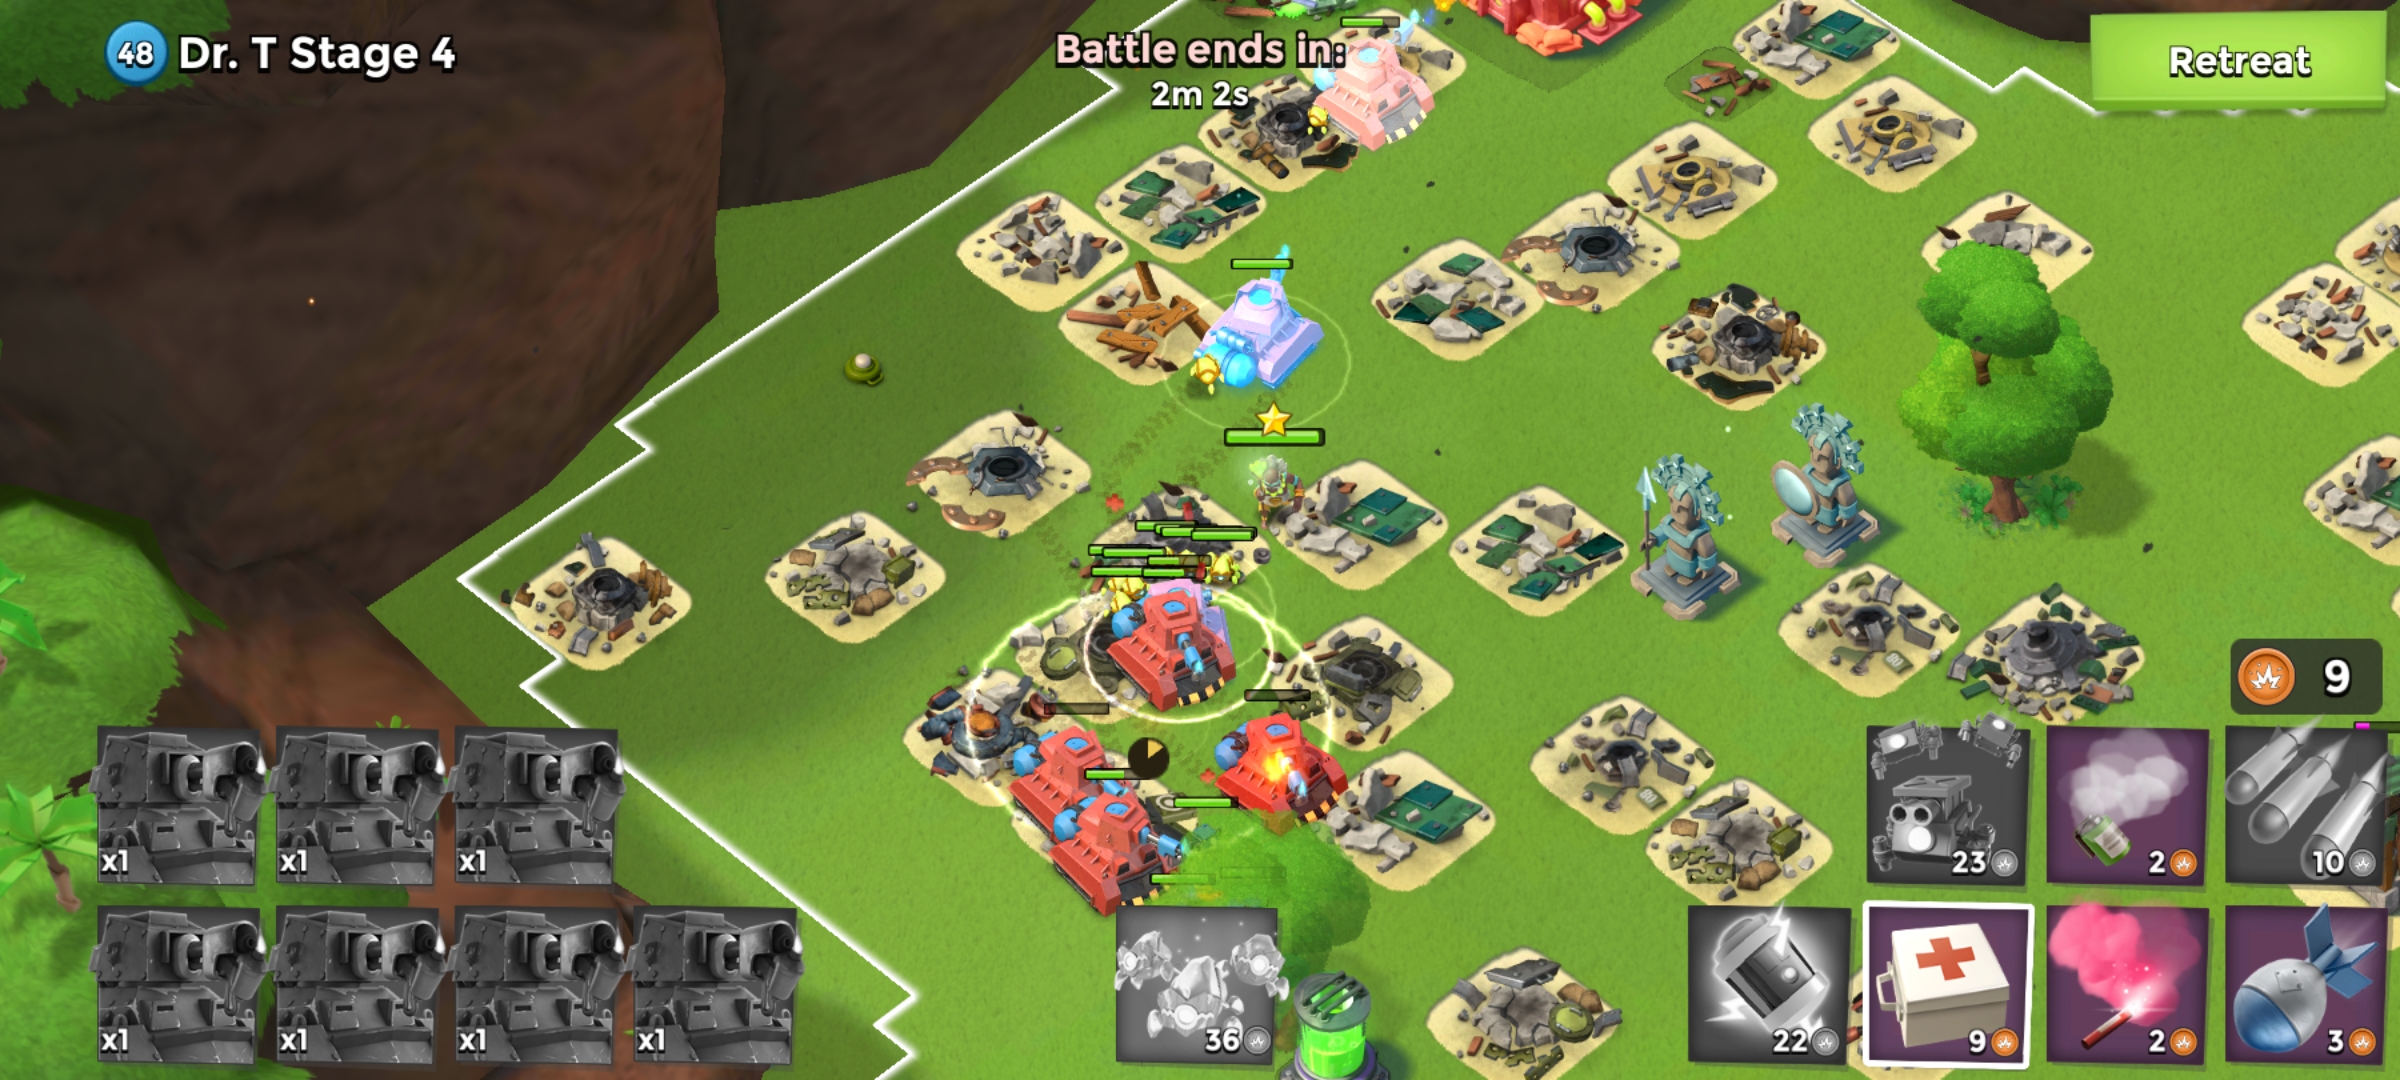 48 Dr. T Stage 4
Battle ends in:
2m 2s
Retreat
9
x1 x1 x1
23 2 10
x1 x1 x1 x1
36
22 9 2 3